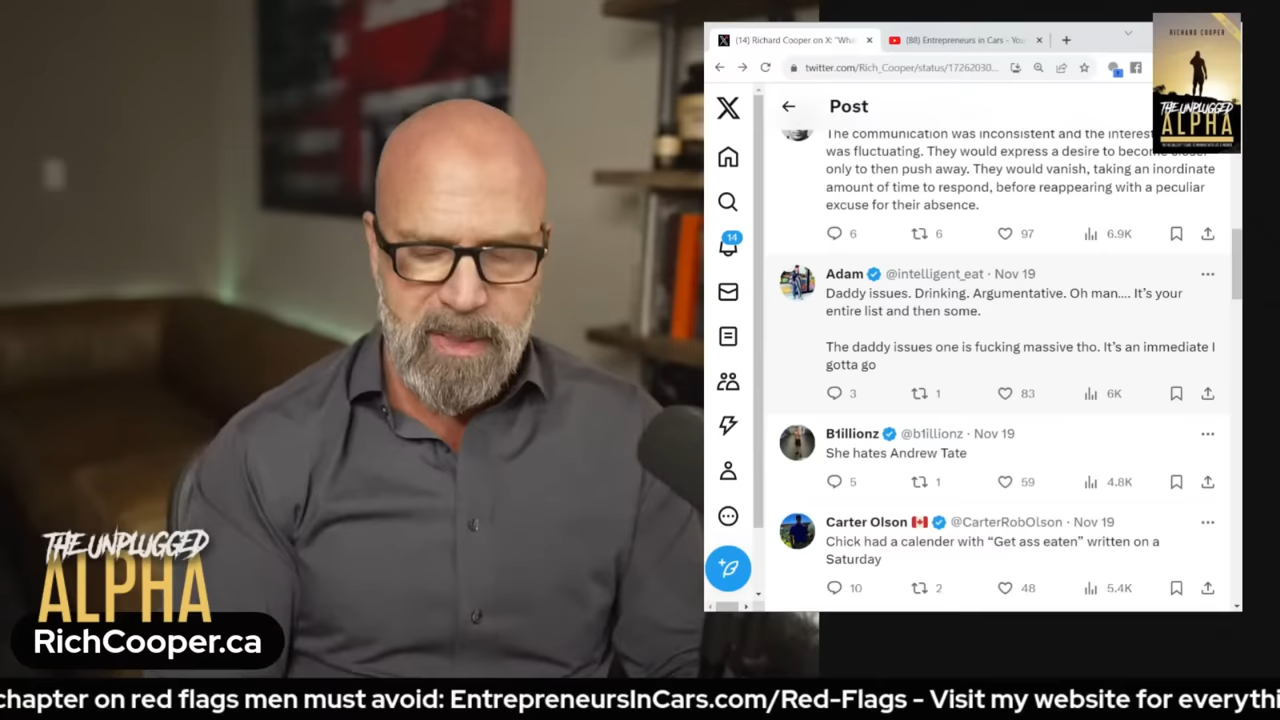 (14) Richard Cooper on X: "Wha
(88) Entrepreneurs in Cars - You
twitter.com/Rich_Cooper/status/17262030...
RICHARD COOPER
THE UNPLUGGED
ALPHA
Post
The communication was inconsistent and the interest
was fluctuating. They would express a desire to become closer
only to then push away. They would vanish, taking an inordinate
amount of time to respond, before reappearing with a peculiar
excuse for their absence.
6 6 97 6.9K
14
Adam @intelligent_eat · Nov 19
Daddy issues. Drinking. Argumentative. Oh man.... It's your
entire list and then some.
The daddy issues one is fucking massive tho. It's an immediate I
gotta go
3 1 83 6K
B1illionz @b1illionz · Nov 19
She hates Andrew Tate
5 1 59 4.8K
Carter Olson @CarterRobOlson · Nov 19
Chick had a calender with “Get ass eaten” written on a
Saturday
10 2 48 5.4K
THE UNPLUGGED
ALPHA
RichCooper.ca
chapter on red flags men must avoid: EntrepreneursInCars.com/Red-Flags - Visit my website for everythi